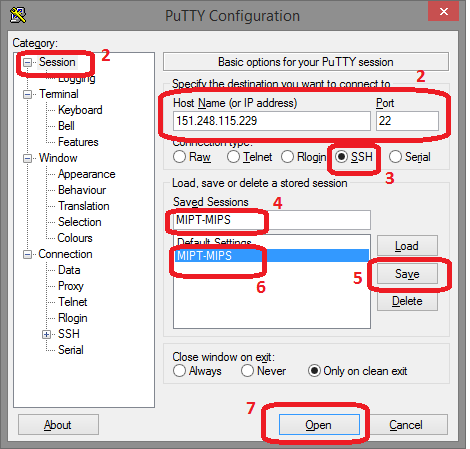 PuTTY Configuration
Category:
Session 2
Logging
Terminal
Keyboard
Bell
Features
Window
Appearance
Behaviour
Translation
Selection
Colours
Connection
Data
Proxy
Telnet
Rlogin
SSH
Serial
Basic options for your PuTTY session
Specify the destination you want to connect to 2
Host Name (or IP address) Port
151.248.115.229 22
Connection type:
Raw Telnet Rlogin SSH Serial
3
Load, save or delete a stored session
Saved Sessions 4
MIPT-MIPS
Default Settings
MIPT-MIPS
6
Load
5 Save
Delete
Close window on exit:
Always Never Only on clean exit
7
About Open Cancel